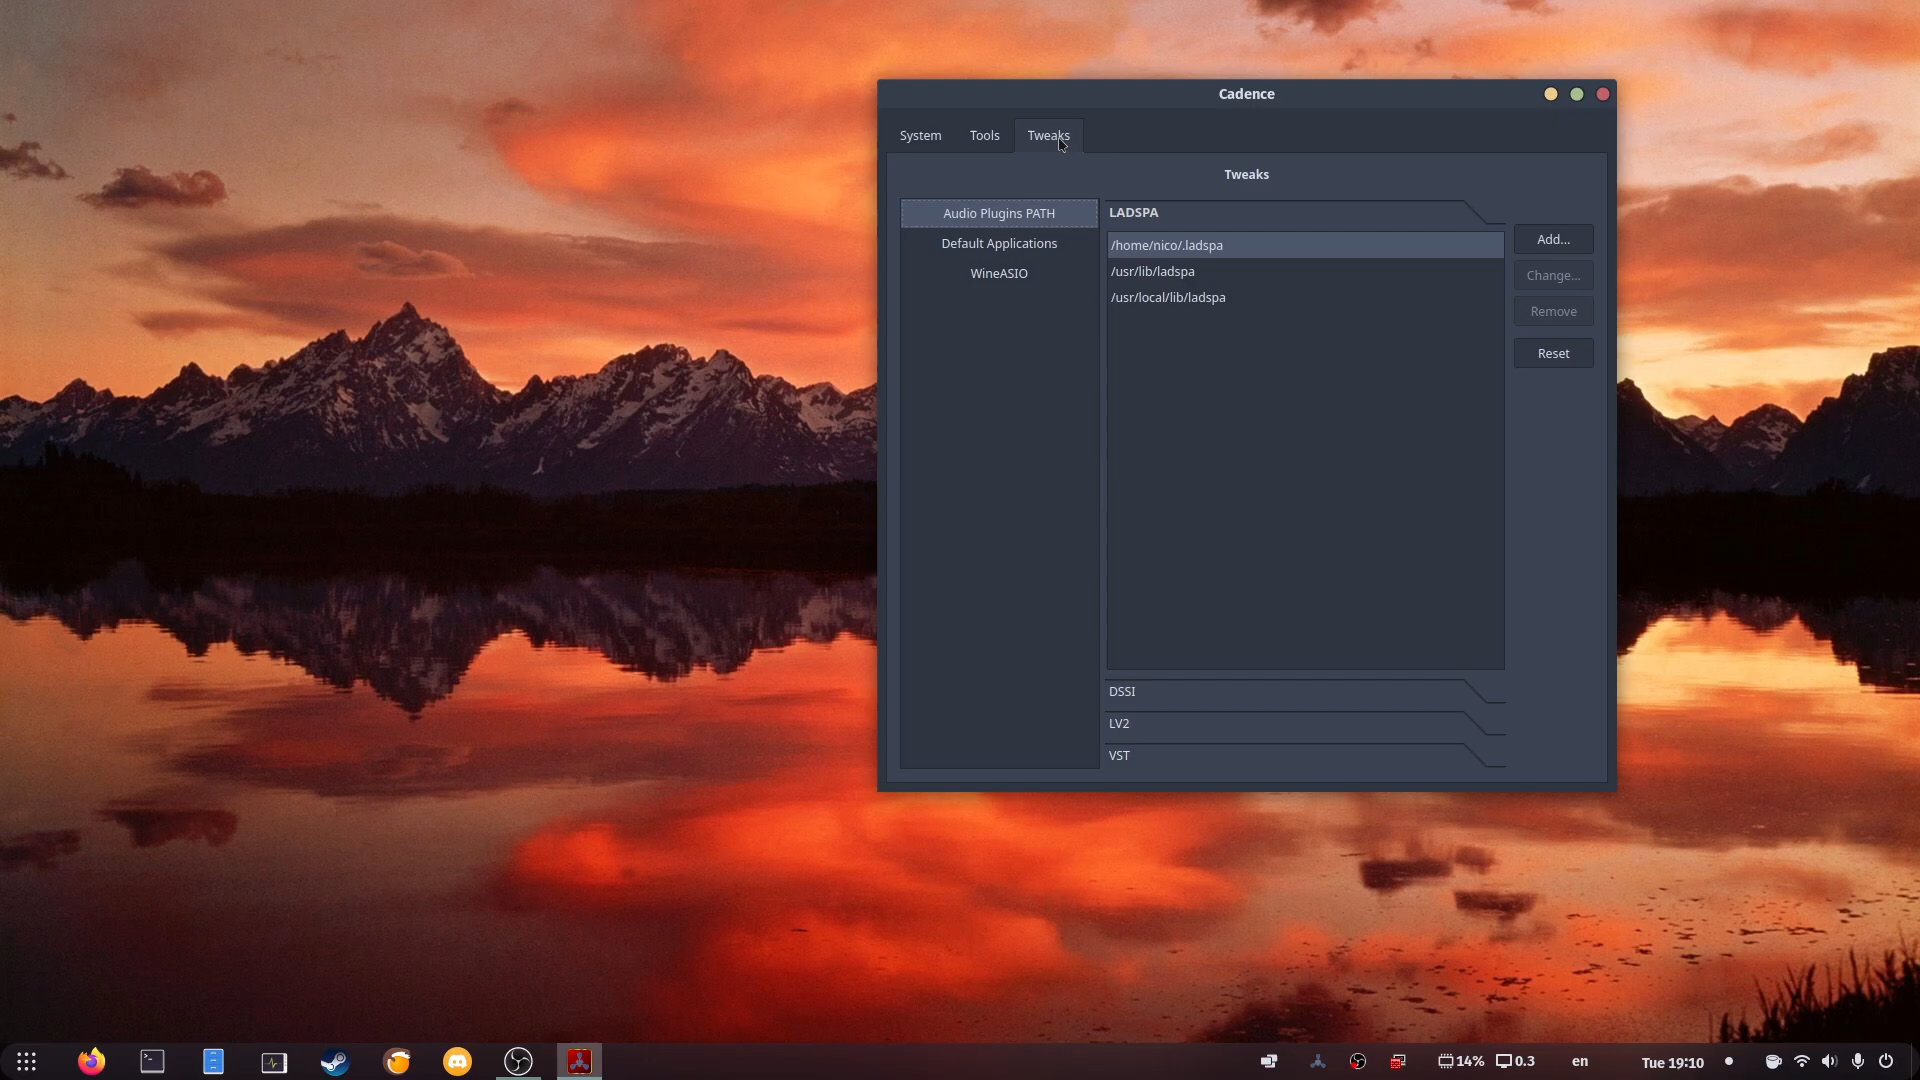 Cadence
System
Tools
Tweaks
Tweaks
Audio Plugins PATH
Default Applications
WineASIO
LADSPA
/home/nico/.ladspa
/usr/lib/ladspa
/usr/local/lib/ladspa
Add...
Change...
Remove
Reset
DSSI
LV2
VST
14%
0.3
en
Tue 19:10